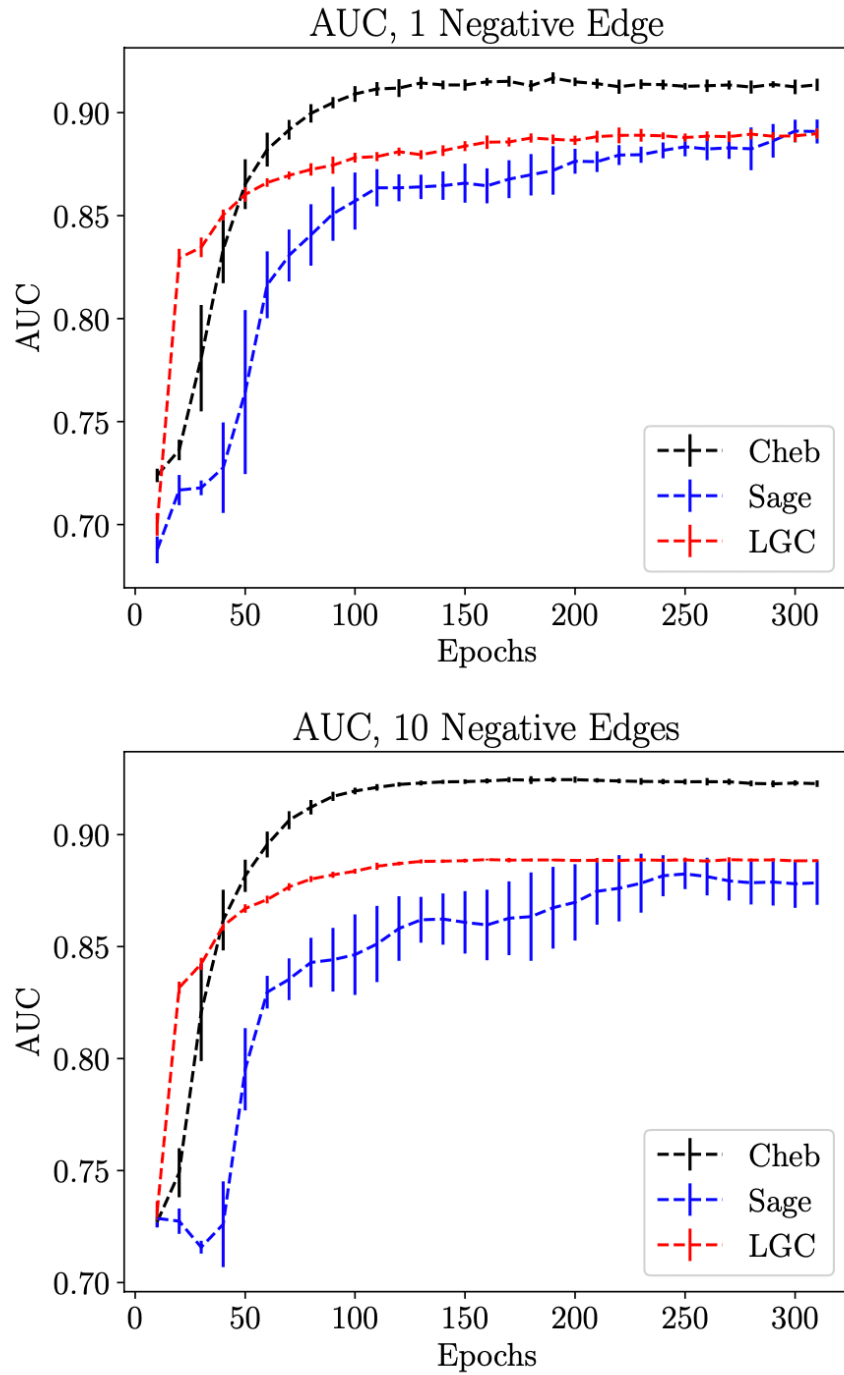 AUC, 1 Negative Edge
AUC
0.90
0.85
0.80
0.75
0.70
Cheb
Sage
LGC
0 50 100 150 200 250 300
Epochs
AUC, 10 Negative Edges
AUC
0.90
0.85
0.80
0.75
0.70
Cheb
Sage
LGC
0 50 100 150 200 250 300
Epochs